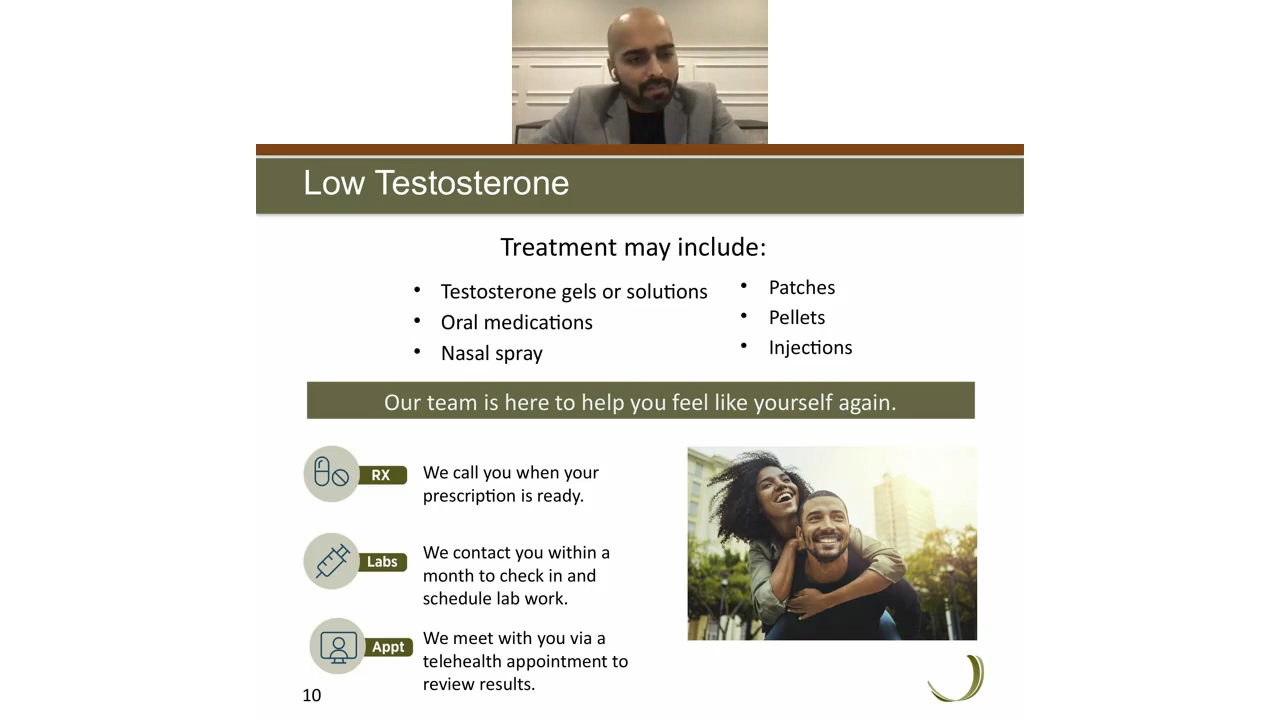 Low Testosterone
Treatment may include:
• Testosterone gels or solutions
• Oral medications
• Nasal spray
• Patches
• Pellets
• Injections
Our team is here to help you feel like yourself again.
RX
We call you when your
prescription is ready.
Labs
We contact you within a
month to check in and
schedule lab work.
Appt
We meet with you via a
telehealth appointment to
review results.
10